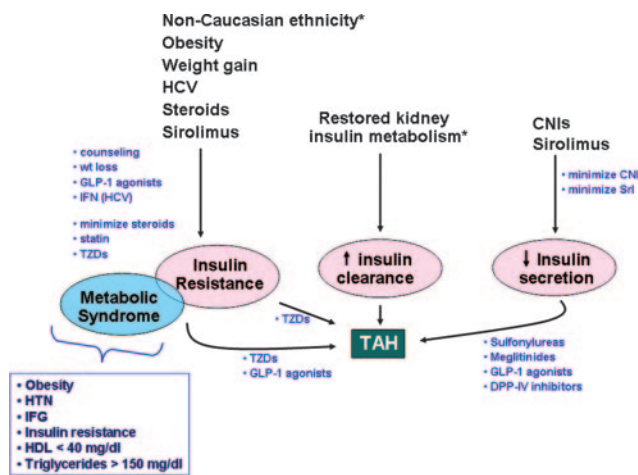 Non-Caucasian ethnicity*
Obesity
Weight gain
HCV
Steroids
Sirolimus
Restored kidney
insulin metabolism*
CNIs
Sirolimus
• counseling
• wt loss
• GLP-1 agonists
• IFN (HCV)
• minimize steroids
• statin
• TZDs
• minimize CNI
• minimize Srl
Insulin
Resistance
↑ insulin
clearance
↓ Insulin
secretion
Metabolic
Syndrome
• TZDs
TAH
• TZDs
• GLP-1 agonists
• Sulfonylureas
• Meglitinides
• GLP-1 agonists
• DPP-IV inhibitors
• Obesity
• HTN
• IFG
• Insulin resistance
• HDL < 40 mg/dl
• Triglycerides > 150 mg/dl